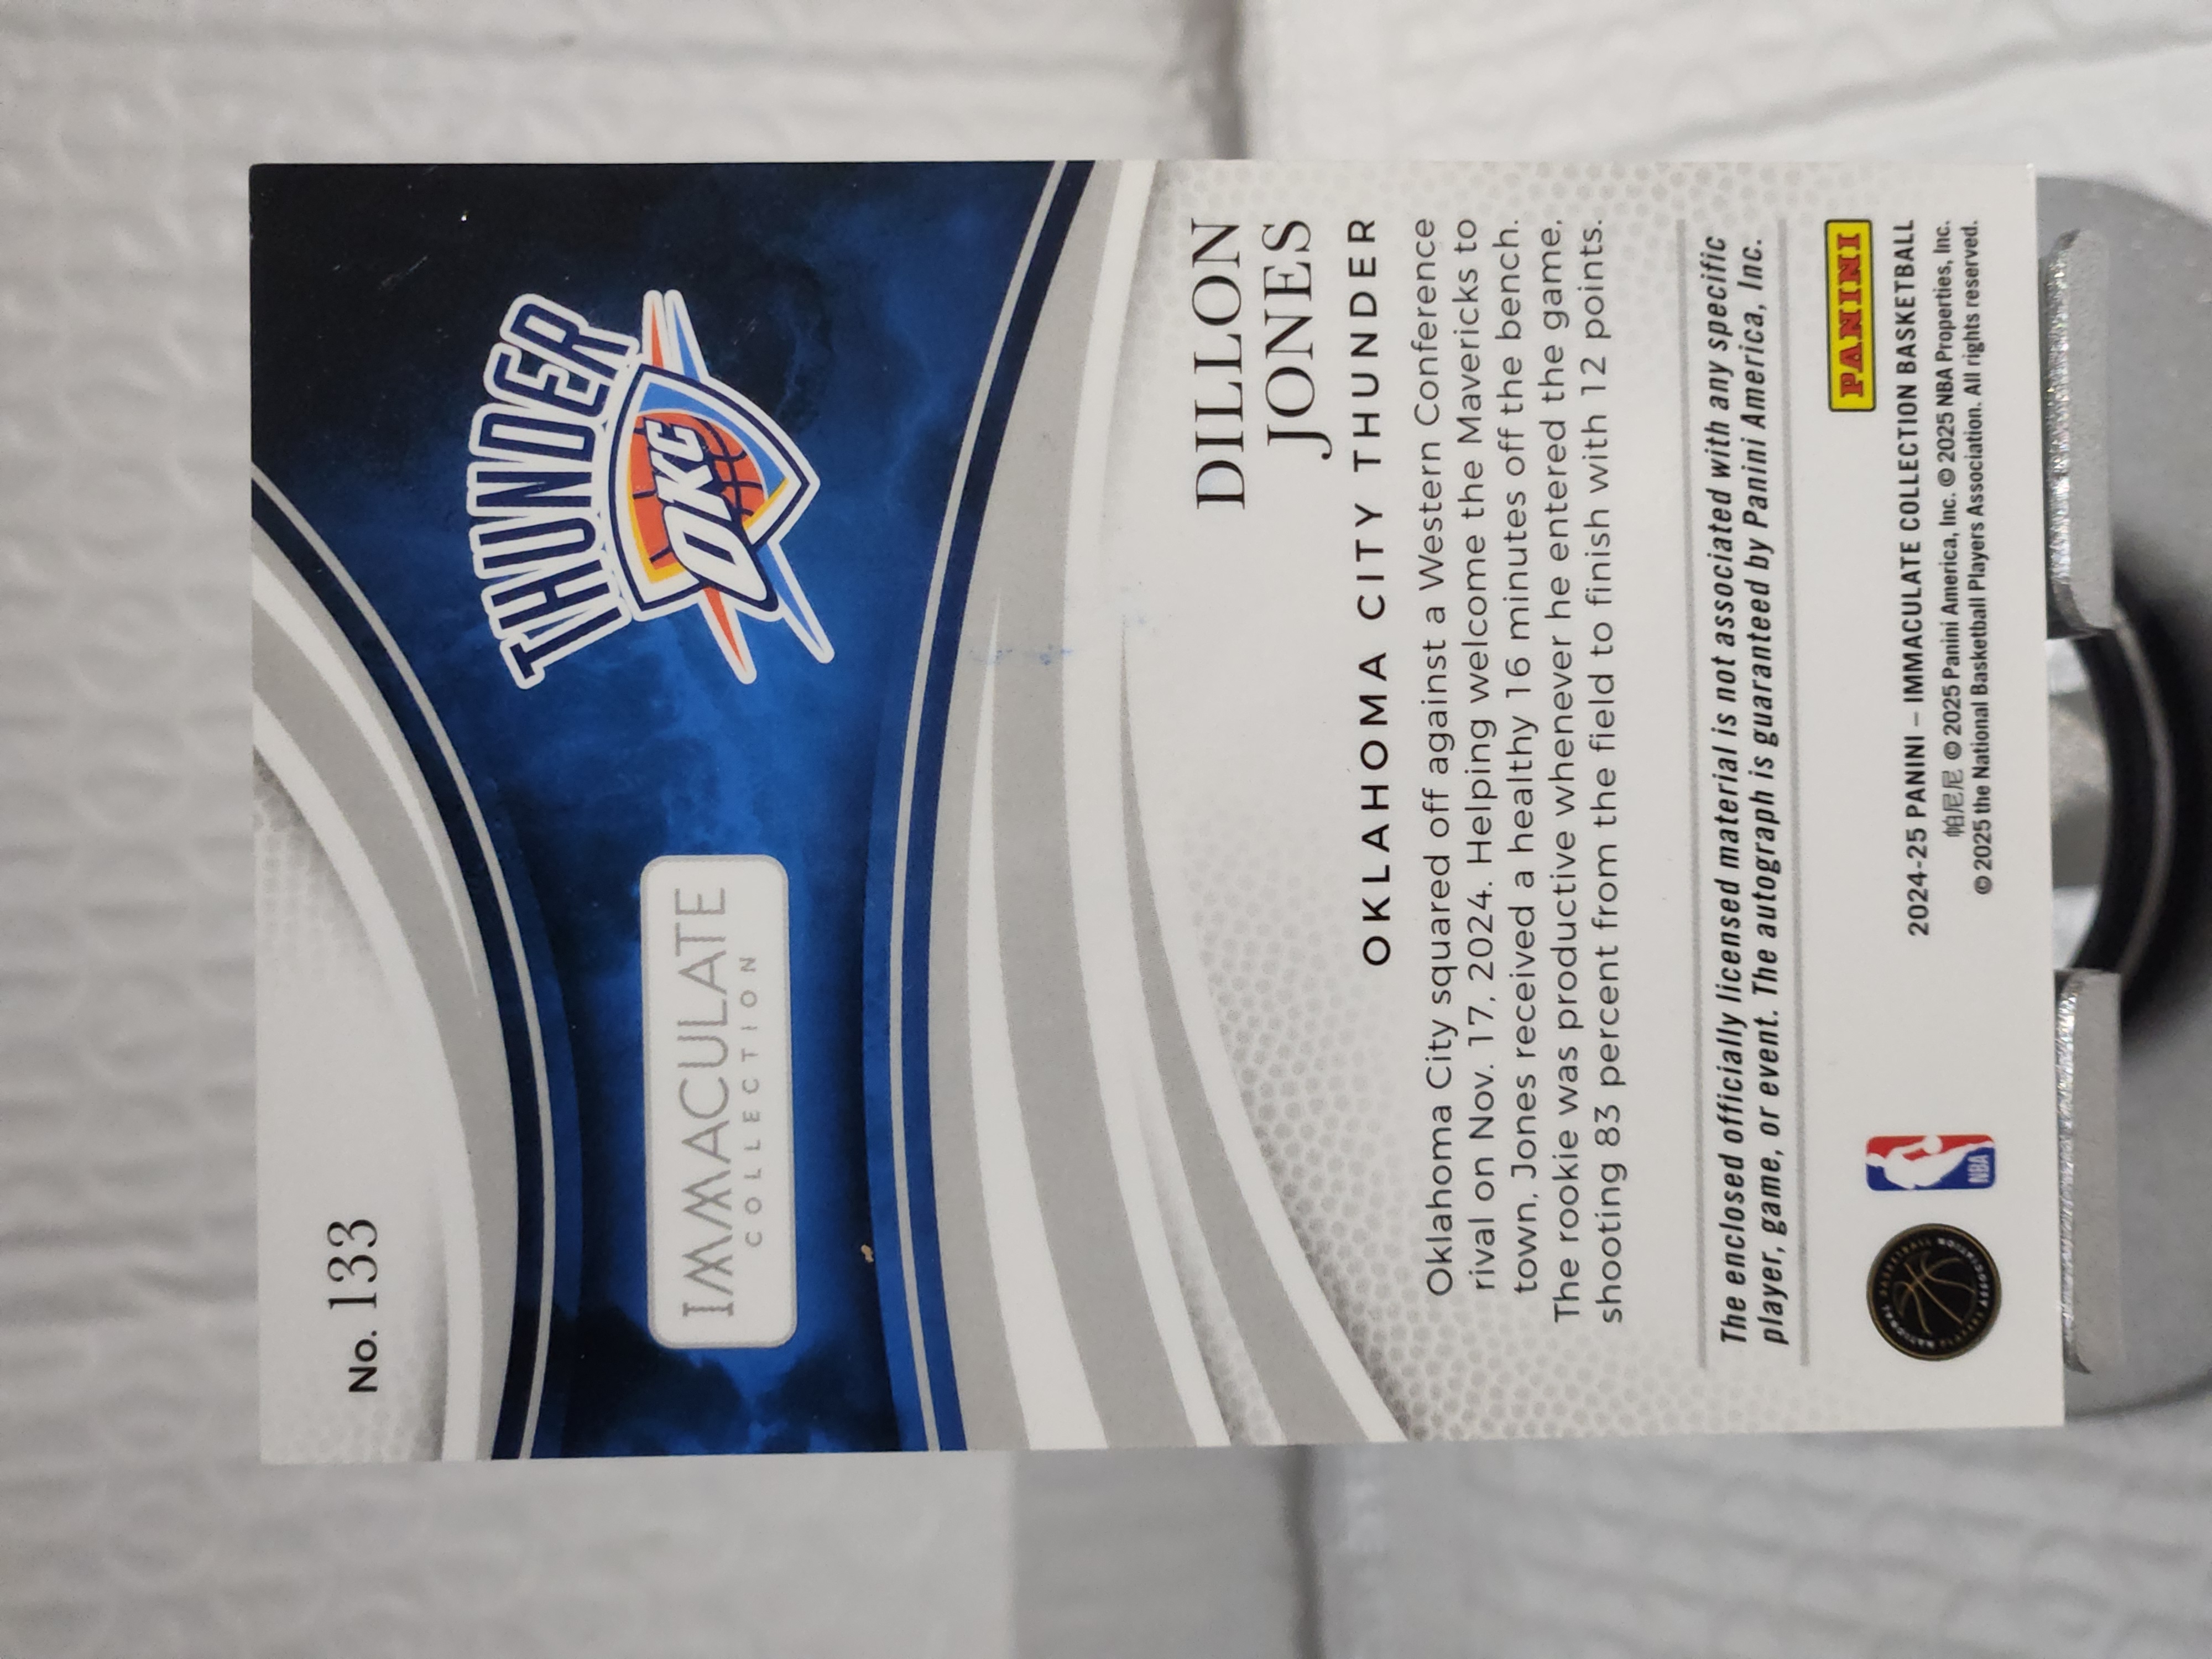 No. 133
THUNDER
OKC
IMMACULATE
COLLECTION
DILLON
JONES
OKLAHOMA CITY THUNDER
Oklahoma City squared off against a Western Conference
rival on Nov. 17, 2024. Helping welcome the Mavericks to
town, Jones received a healthy 16 minutes off the bench.
The rookie was productive whenever he entered the game,
shooting 83 percent from the field to finish with 12 points.
The enclosed officially licensed material is not associated with any specific
player, game, or event. The autograph is guaranteed by Panini America, Inc.
PANINI
NBA
NATIONAL BASKETBALL PLAYERS ASSOCIATION
2024-25 PANINI – IMMACULATE COLLECTION BASKETBALL
帕尼尼 © 2025 Panini America, Inc. © 2025 NBA Properties, Inc.
© 2025 the National Basketball Players Association. All rights reserved.